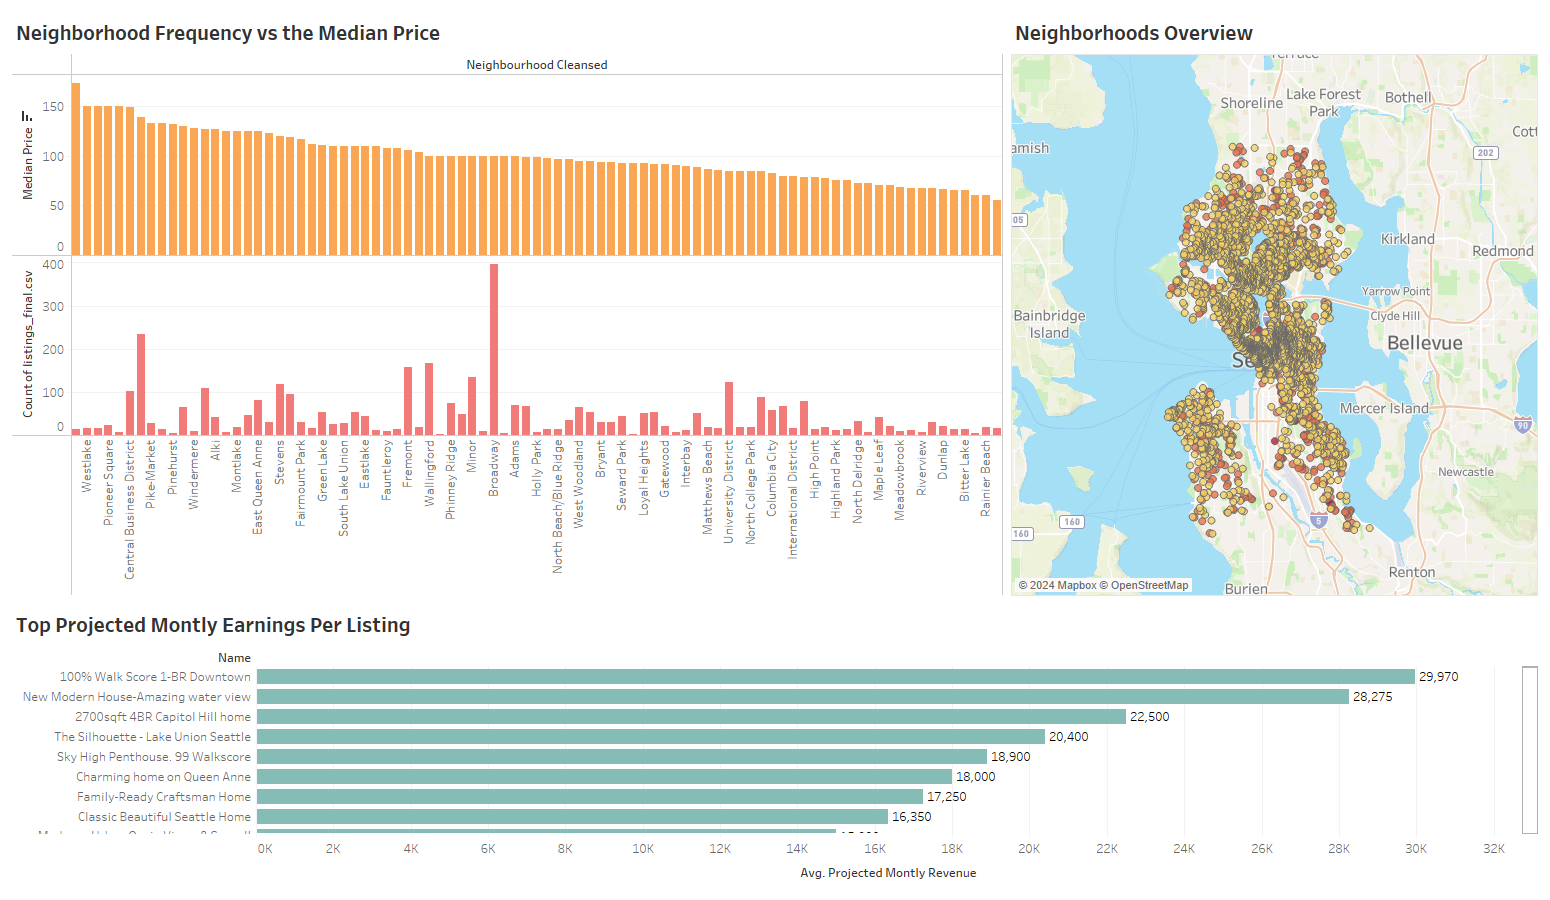 Neighborhood Frequency vs the Median Price
Neighbourhood Cleansed
Median Price
150
100
50
0
Count of listings_final.csv
400
300
200
100
0
Westlake
Pioneer Square
Central Business District
Pike-Market
Pinehurst
Windermere
Alki
Montlake
East Queen Anne
Stevens
Fairmount Park
Green Lake
South Lake Union
Eastlake
Fauntleroy
Fremont
Wallingford
Phinney Ridge
Minor
Broadway
Adams
Holly Park
North Beach/Blue Ridge
West Woodland
Bryant
Seward Park
Loyal Heights
Gatewood
Interbay
Matthews Beach
University District
North College Park
Columbia City
International District
High Point
Highland Park
North Delridge
Maple Leaf
Meadowbrook
Riverview
Dunlap
Bitter Lake
Rainier Beach
Neighborhoods Overview
Shoreline
Lake Forest
Park
Bothell
202
Kirkland
Redmond
Yarrow Point
Clyde Hill
Bainbridge
Island
Bellevue
Mercer Island
90
Newcastle
160
160
5
Renton
Burien
© 2024 Mapbox © OpenStreetMap
Top Projected Montly Earnings Per Listing
Name
100% Walk Score 1-BR Downtown 29,970
New Modern House-Amazing water view 28,275
2700sqft 4BR Capitol Hill home 22,500
The Silhouette - Lake Union Seattle 20,400
Sky High Penthouse. 99 Walkscore 18,900
Charming home on Queen Anne 18,000
Family-Ready Craftsman Home 17,250
Classic Beautiful Seattle Home 16,350
0K 2K 4K 6K 8K 10K 12K 14K 16K 18K 20K 22K 24K 26K 28K 30K 32K
Avg. Projected Montly Revenue